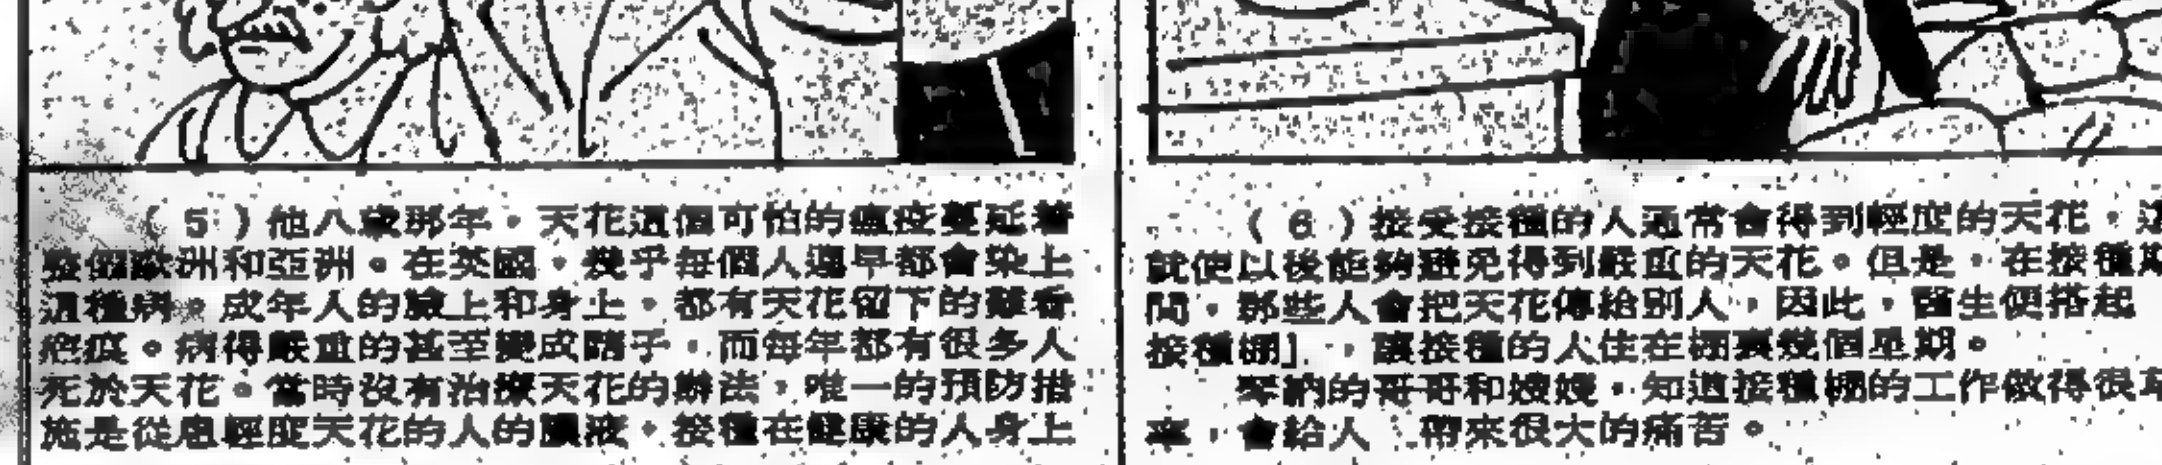 （5）他八歲那年，天花這個可怕的瘟疫蔓延着
整個歐洲和亞洲。在英國，幾乎每個人遲早都會染上
這種病。成年人的臉上和身上，都有天花留下的難看
疤痕。病得嚴重的甚至變成瞎子，而每年都有很多人
死於天花。當時沒有治療天花的辦法，唯一的預防措
施是從患輕度天花的人的膿液，接種在健康的人身上
（6）接受接種的人通常會得到輕度的天花，這
就使以後能夠避免得到嚴重的天花。但是，在接種期
間，那些人會把天花傳給別人，因此，醫生便搭起
接種棚]，讓接種的人住在棚裏幾個星期。
琴納的哥哥和嫂嫂，知道接種棚的工作做得很草
率，會給人帶來很大的痛苦。